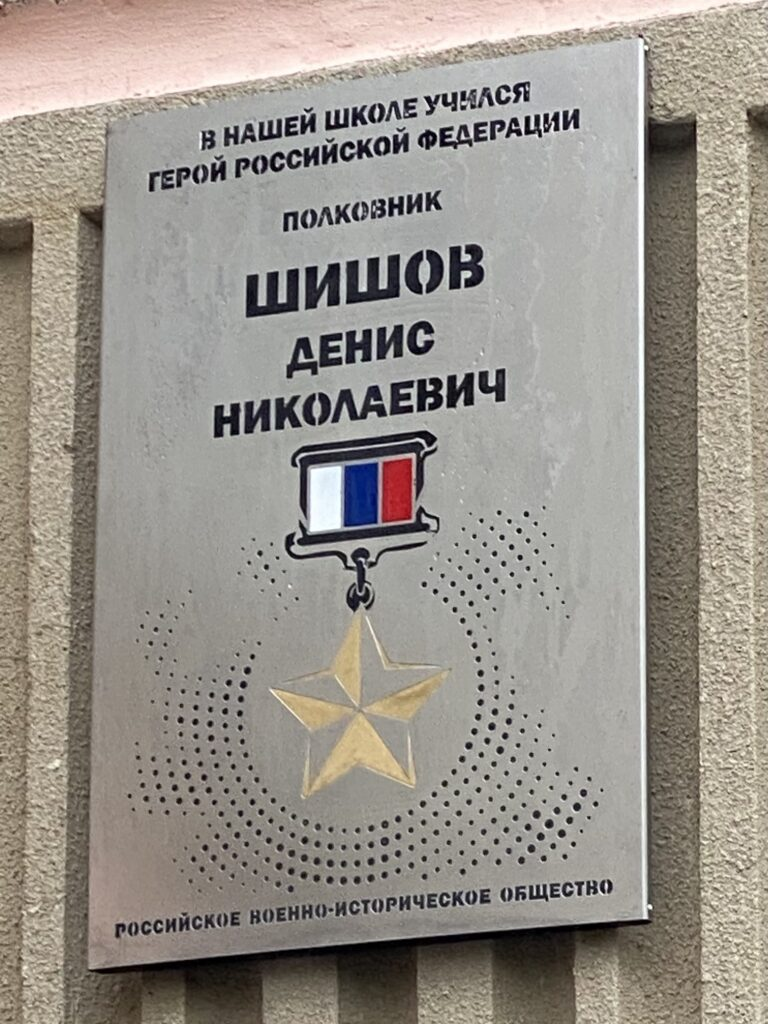 В НАШЕЙ ШКОЛЕ УЧИЛСЯ
ГЕРОЙ РОССИЙСКОЙ ФЕДЕРАЦИИ
ПОЛКОВНИК
ШИШОВ
ДЕНИС
НИКОЛАЕВИЧ
РОССИЙСКОЕ ВОЕННО-ИСТОРИЧЕСКОЕ ОБЩЕСТВО